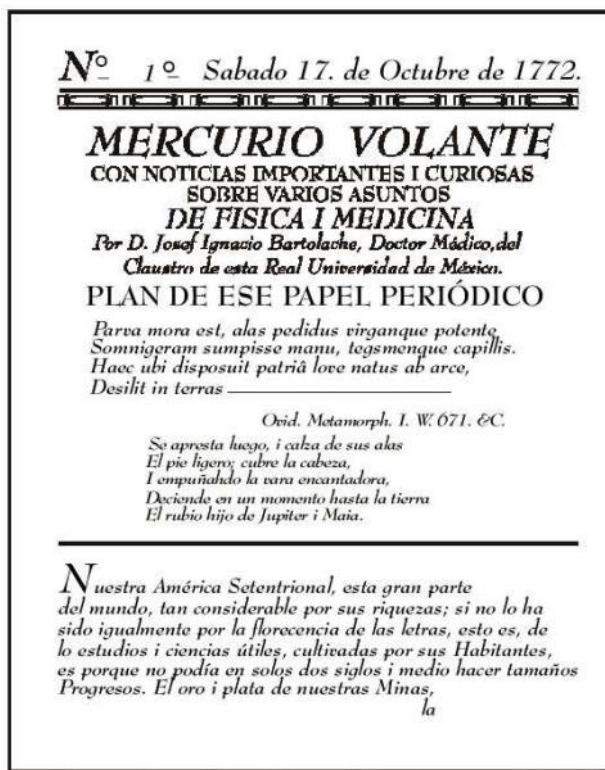 Nº 1º Sabado 17. de Octubre de 1772.
MERCURIO VOLANTE
CON NOTICIAS IMPORTANTES I CURIOSAS
SOBRE VARIOS ASUNTOS
DE FISICA I MEDICINA
Por D. Josef Ignacio Bartolache, Doctor Médico, del
Claustro de esta Real Universidad de México.
PLAN DE ESE PAPEL PERIÓDICO
Parva mora est, alas pedidus virganque potente
Somnigeram sumpisse manu, tegsmenque capillis.
Haec ubi disposuit patriâ love natus ab arce,
Desilit in terras
Ovid. Metamorph. I. W. 671. &C.
Se apresta luego, i calza de sus alas
El pie ligero; cubre la cabeza,
I empuñahdo la vara encantadora,
Deciende en un momento hasta la tierra
El rubio hijo de Jupiter i Maia.
Nuestra América Setentrional, esta gran parte
del mundo, tan considerable por sus riquezas; si no lo ha
sido igualmente por la florecencia de las letras, esto es, de
lo estudios i ciencias útiles, cultivadas por sus Habitantes,
es porque no podía en solos dos siglos i medio hacer tamaños
Progresos. El oro i plata de nuestras Minas,
la